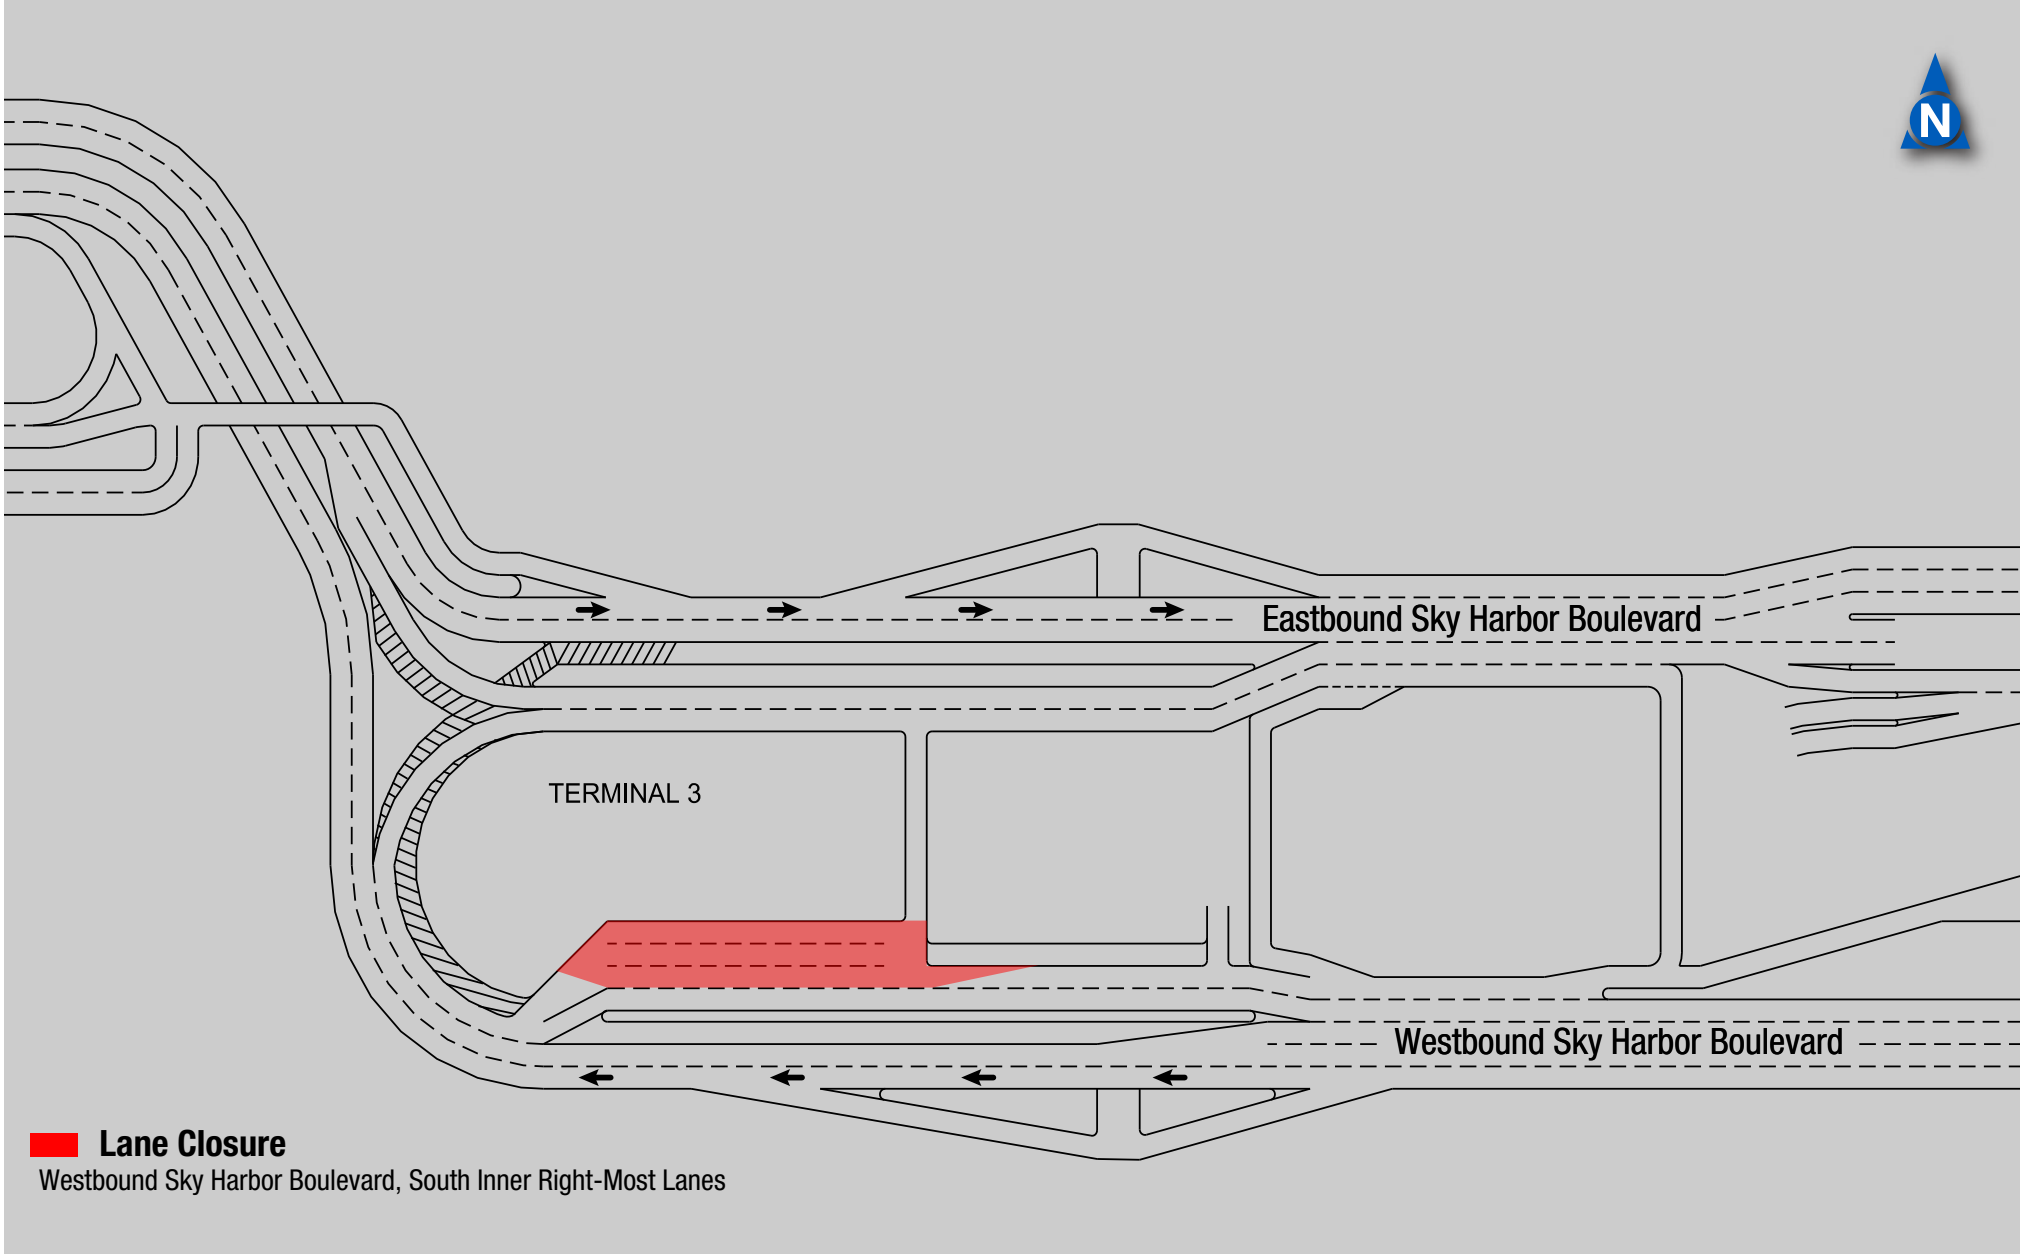 N
Eastbound Sky Harbor Boulevard
TERMINAL 3
Westbound Sky Harbor Boulevard
Lane Closure
Westbound Sky Harbor Boulevard, South Inner Right-Most Lanes